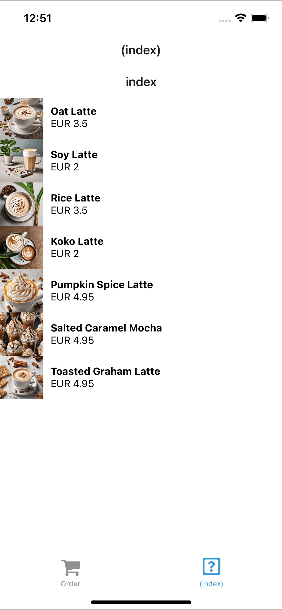 12:51
(index)
index
Oat Latte
EUR 3.5
Soy Latte
EUR 2
Rice Latte
EUR 3.5
Koko Latte
EUR 2
Pumpkin Spice Latte
EUR 4.95
Salted Caramel Mocha
EUR 4.95
Toasted Graham Latte
EUR 4.95
Order
(index)